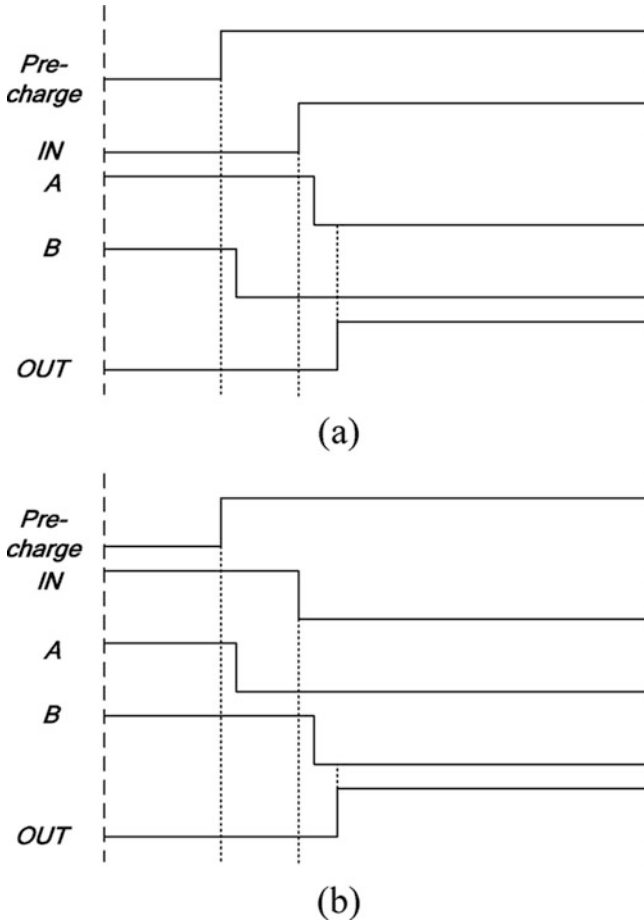 Pre-
charge
IN
A
B
OUT
(a)
Pre-
charge
IN
A
B
OUT
(b)